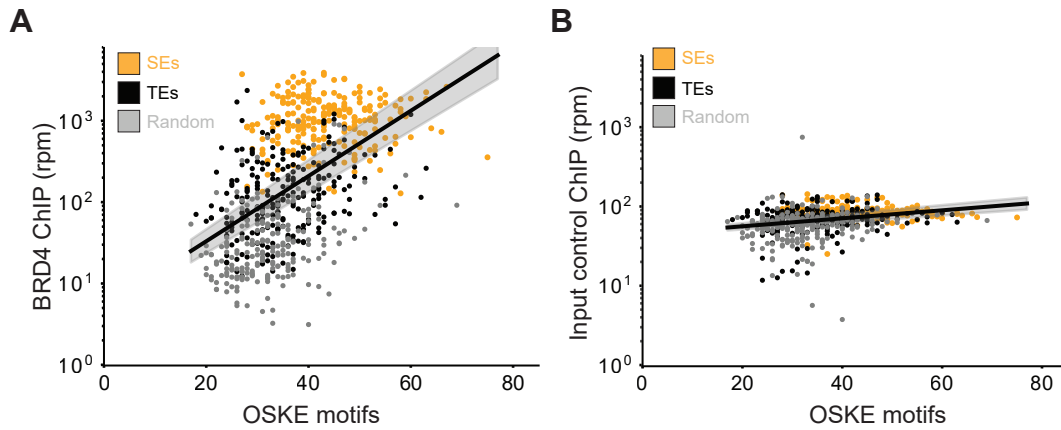 A
SEs
TEs
Random
BRD4 ChIP (rpm)
10^3
10^2
10^1
10^0
0 20 40 60 80
OSKE motifs
B
SEs
TEs
Random
Input control ChIP (rpm)
10^3
10^2
10^1
10^0
0 20 40 60 80
OSKE motifs